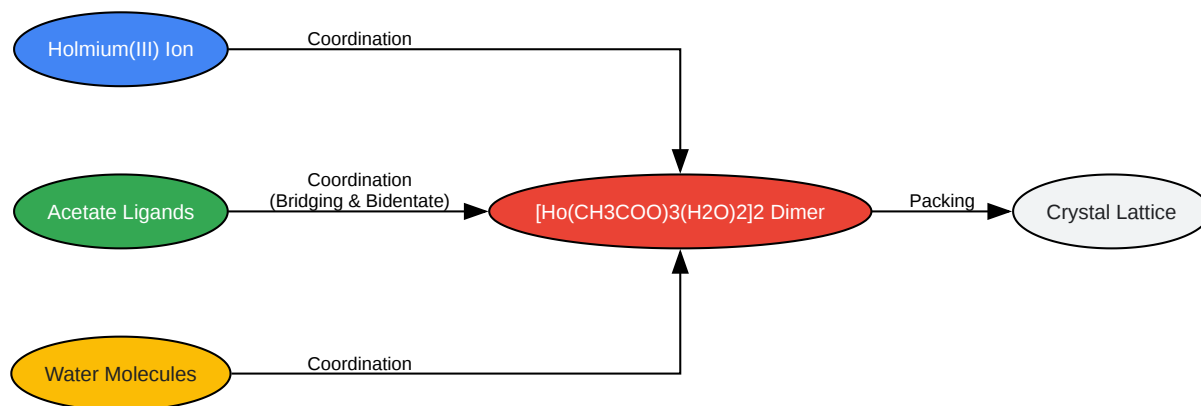 Holmium(III) Ion
Coordination
Acetate Ligands
Coordination
(Bridging & Bidentate)
[Ho(CH3COO)3(H2O)2]2 Dimer
Packing
Crystal Lattice
Water Molecules
Coordination